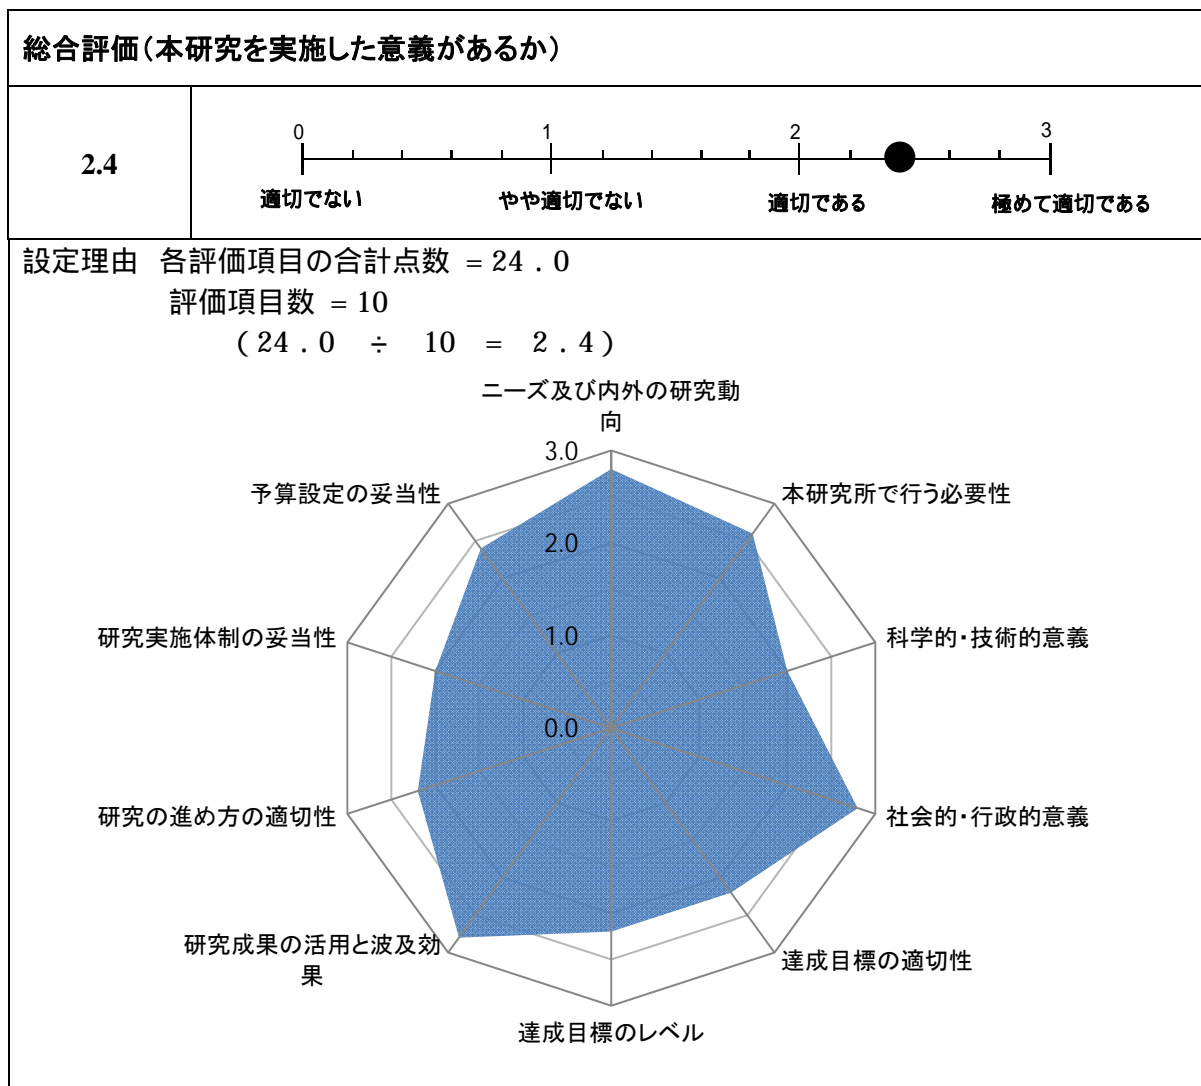 総合評価（本研究を実施した意義があるか）
2.4
0 1 2 3
適切でない やや適切でない 適切である 極めて適切である
設定理由 各評価項目の合計点数 ＝24．0
評価項目数 ＝10
（24．0 ÷ 10 ＝ 2．4）
ニーズ及び内外の研究動
向
3.0
予算設定の妥当性
本研究所で行う必要性
2.0
研究実施体制の妥当性
1.0
科学的・技術的意義
0.0
研究の進め方の適切性
社会的・行政的意義
研究成果の活用と波及効
果
達成目標の適切性
達成目標のレベル